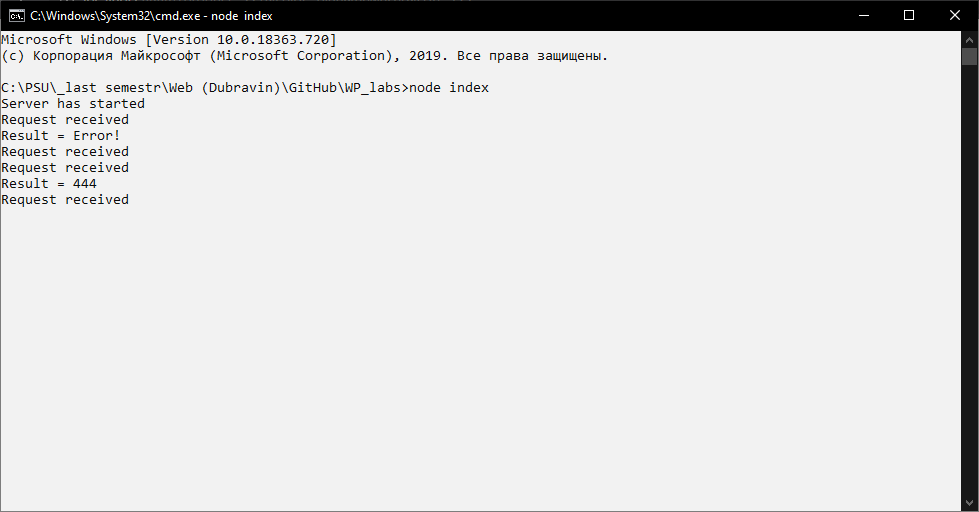 C:\Windows\System32\cmd.exe - node index
Microsoft Windows [Version 10.0.18363.720]
(c) Корпорация Майкрософт (Microsoft Corporation), 2019. Все права защищены.
C:\PSU\_last semestr\Web (Dubravin)\GitHub\WP_labs>node index
Server has started
Request received
Result = Error!
Request received
Request received
Result = 444
Request received